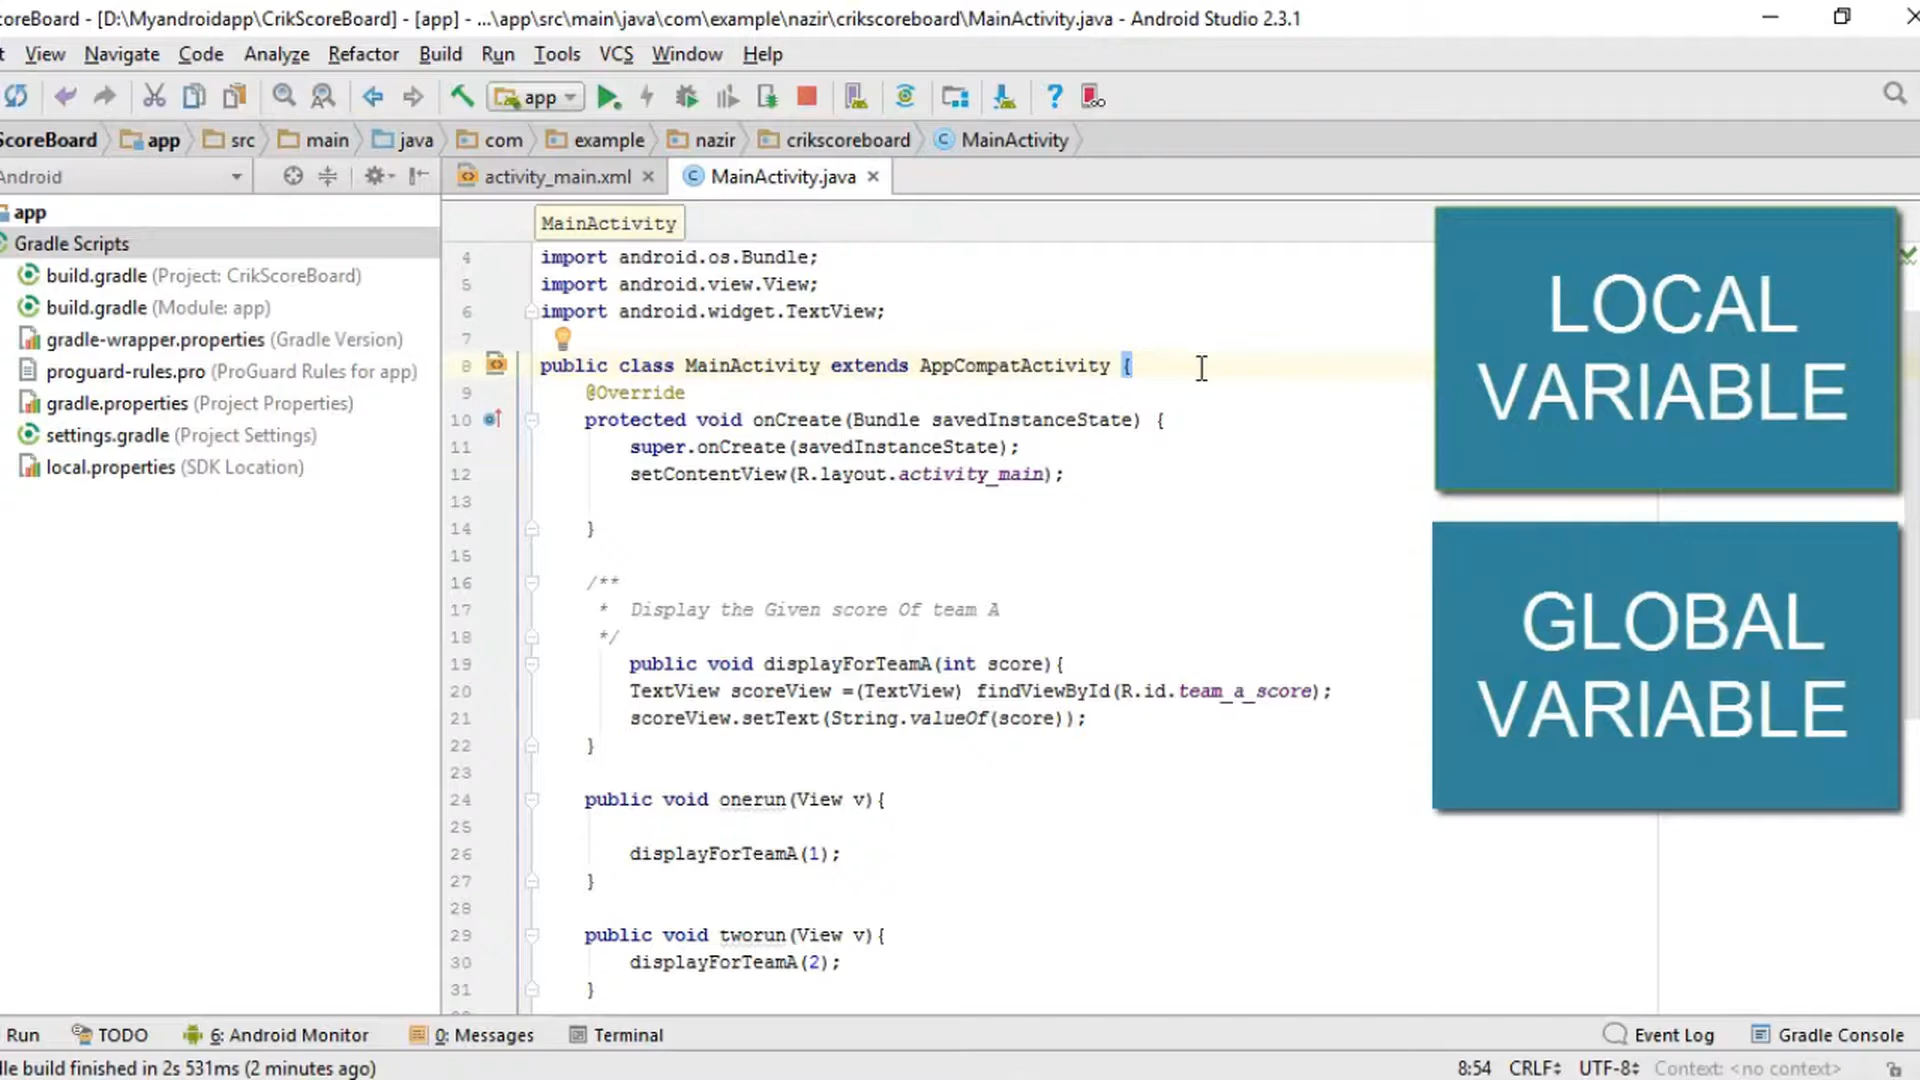 coreBoard - [D:\Myandroidapp\CrikScoreBoard] - [app] - ...\app\src\main\java\com\example\nazir\crikscoreboard\MainActivity.java - Android Studio 2.3.1
t View Navigate Code Analyze Refactor Build Run Tools VCS Window Help
app
ScoreBoard app src main java com example nazir crikscoreboard MainActivity
Android
activity_main.xml MainActivity.java
app
Gradle Scripts
build.gradle (Project: CrikScoreBoard)
build.gradle (Module: app)
gradle-wrapper.properties (Gradle Version)
proguard-rules.pro (ProGuard Rules for app)
gradle.properties (Project Properties)
settings.gradle (Project Settings)
local.properties (SDK Location)
MainActivity
4 import android.os.Bundle;
5 import android.view.View;
6 import android.widget.TextView;
7
8 public class MainActivity extends AppCompatActivity {
9 @Override
10 protected void onCreate(Bundle savedInstanceState) {
11 super.onCreate(savedInstanceState);
12 setContentView(R.layout.activity_main);
13
14 }
15
16 /**
17 * Display the Given score Of team A
18 */
19 public void displayForTeamA(int score){
20 TextView scoreView =(TextView) findViewById(R.id.team_a_score);
21 scoreView.setText(String.valueOf(score));
22 }
23
24 public void onerun(View v){
25
26 displayForTeamA(1);
27 }
28
29 public void tworun(View v){
30 displayForTeamA(2);
31 }
LOCAL
VARIABLE
GLOBAL
VARIABLE
Run TODO 6: Android Monitor 0: Messages Terminal Event Log Gradle Console
lle build finished in 2s 531ms (2 minutes ago) 8:54 CRLF UTF-8 Context: <no context>